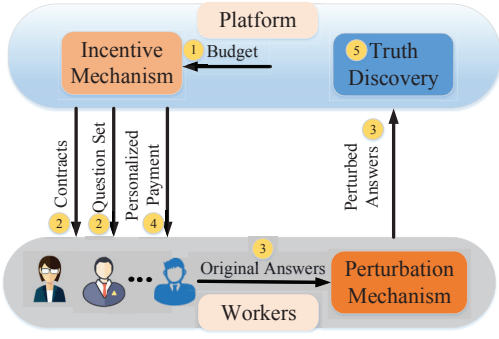 Platform
Incentive
Mechanism
1 Budget
5 Truth
Discovery
Contracts
2
Question Set
2
Personalized
Payment
4
Perturbed
Answers
3
3
Original Answers
Perturbation
Mechanism
Workers